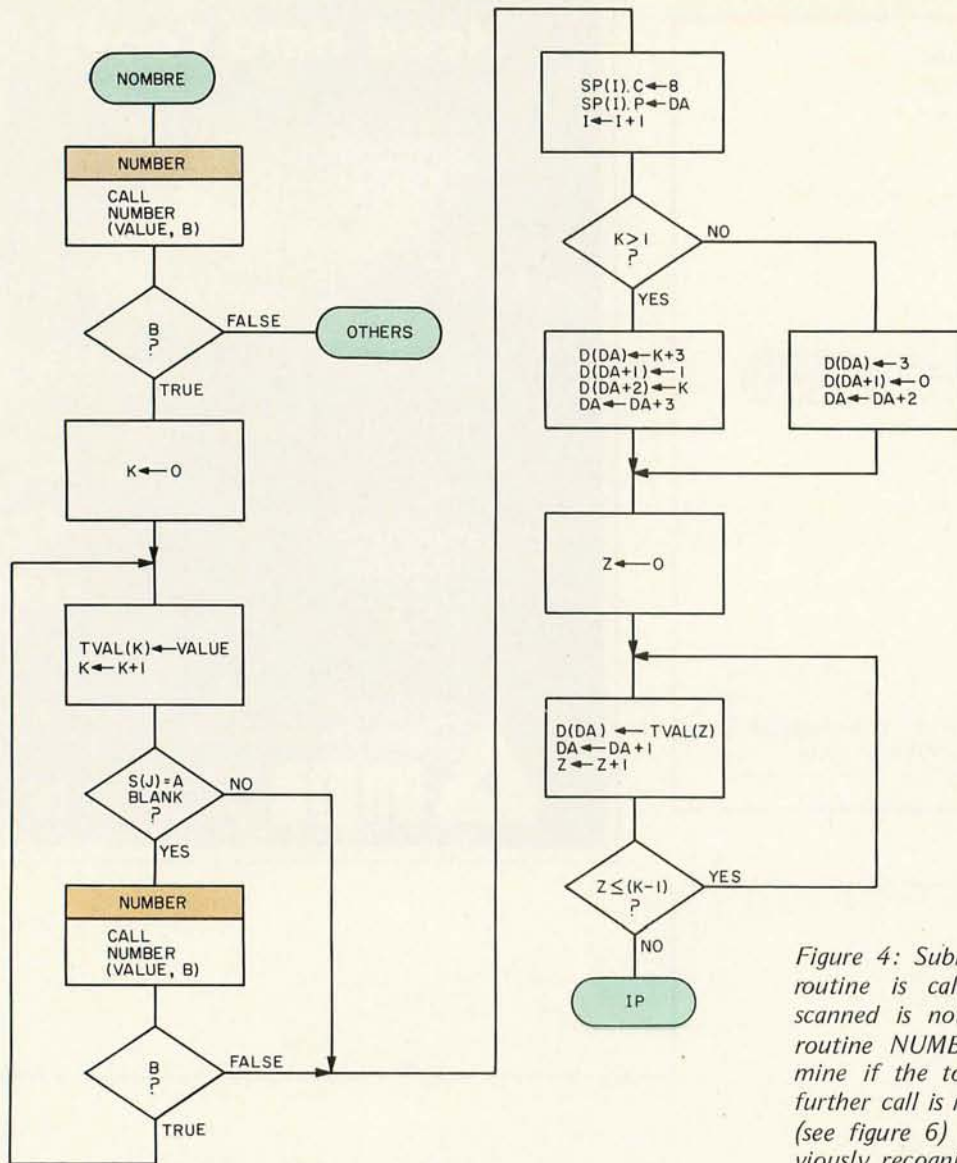 NOMBRE
NUMBER
CALL
NUMBER
(VALUE, B)
B
?
FALSE
OTHERS
TRUE
K←0
TVAL(K)←VALUE
K←K+1
S(J)=A
BLANK
?
NO
YES
NUMBER
CALL
NUMBER
(VALUE, B)
B
?
FALSE
TRUE
SP(I).C←B
SP(I).P←DA
I←I+1
K>1
?
NO
YES
D(DA)←K+3
D(DA+1)←1
D(DA+2)←K
DA←DA+3
D(DA)←3
D(DA+1)←0
DA←DA+2
Z←0
D(DA)←TVAL(Z)
DA←DA+1
Z←Z+1
Z≤(K-1)
?
YES
NO
IP
Figure 4: Subr
routine is cal
scanned is no
routine NUMB
mine if the to
further call is
(see figure 6)
viously recogni